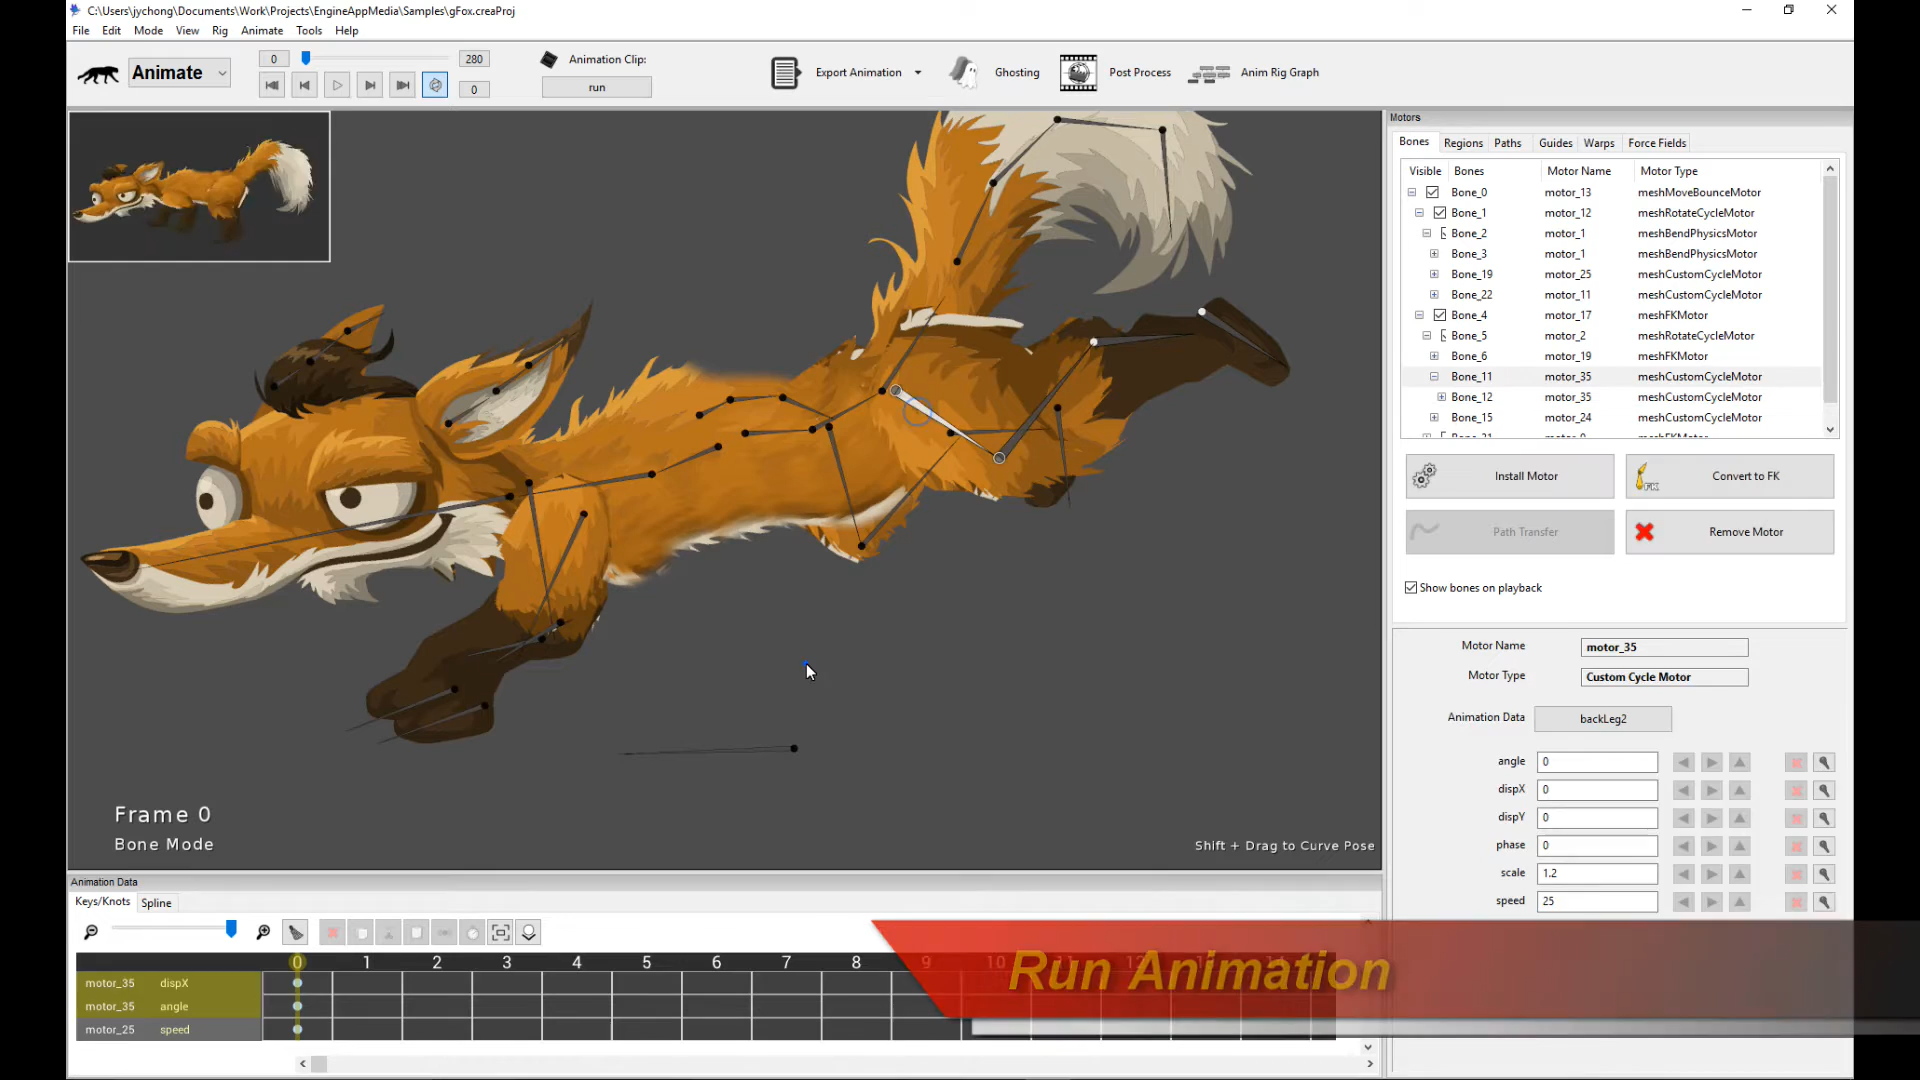 C:\Users\jychong\Documents\Work\Projects\EngineAppMedia\Samples\gFox.creaProj
File Edit Mode View Rig Animate Tools Help
Animate
0 280
0
Animation Clip:
run
Export Animation
Ghosting
Post Process
Anim Rig Graph
Motors
Bones Regions Paths Guides Warps Force Fields
Visible Bones Motor Name Motor Type
Bone_0 motor_13 meshMoveBounceMotor
Bone_1 motor_12 meshRotateCycleMotor
Bone_2 motor_1 meshBendPhysicsMotor
Bone_3 motor_1 meshBendPhysicsMotor
Bone_19 motor_25 meshCustomCycleMotor
Bone_22 motor_11 meshCustomCycleMotor
Bone_4 motor_17 meshFKMotor
Bone_5 motor_2 meshRotateCycleMotor
Bone_6 motor_19 meshFKMotor
Bone_11 motor_35 meshCustomCycleMotor
Bone_12 motor_35 meshCustomCycleMotor
Bone_15 motor_24 meshCustomCycleMotor
Install Motor
FK Convert to FK
Path Transfer
Remove Motor
Show bones on playback
Motor Name motor_35
Motor Type Custom Cycle Motor
Animation Data backLeg2
angle 0
dispX 0
dispY 0
phase 0
scale 1.2
speed 25
Frame 0
Bone Mode
Shift + Drag to Curve Pose
Animation Data
Keys/Knots Spline
0 1 2 3 4 5 6 7 8 9 10 11 12
motor_35 dispX
motor_35 angle
motor_25 speed
Run Animation